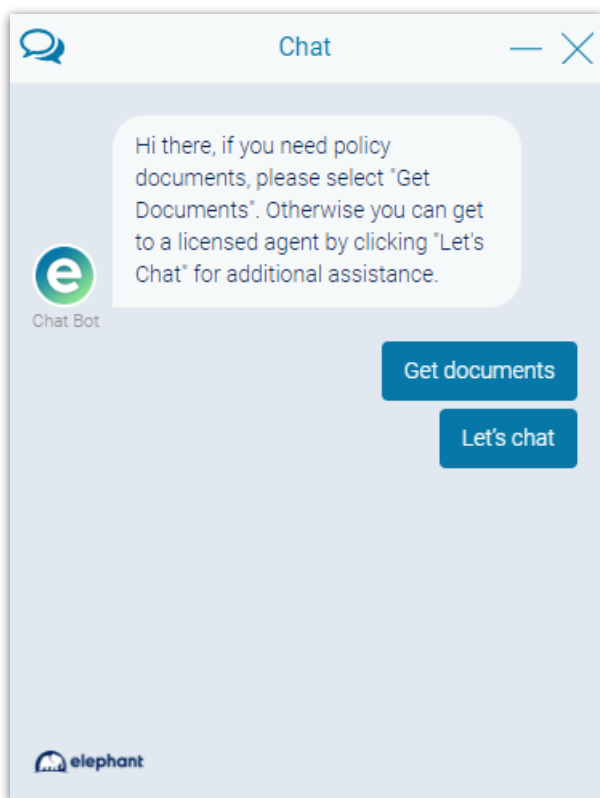 Chat
Hi there, if you need policy
documents, please select "Get
Documents". Otherwise you can get
to a licensed agent by clicking "Let's
Chat" for additional assistance.
e
Chat Bot
Get documents
Let's chat
elephant